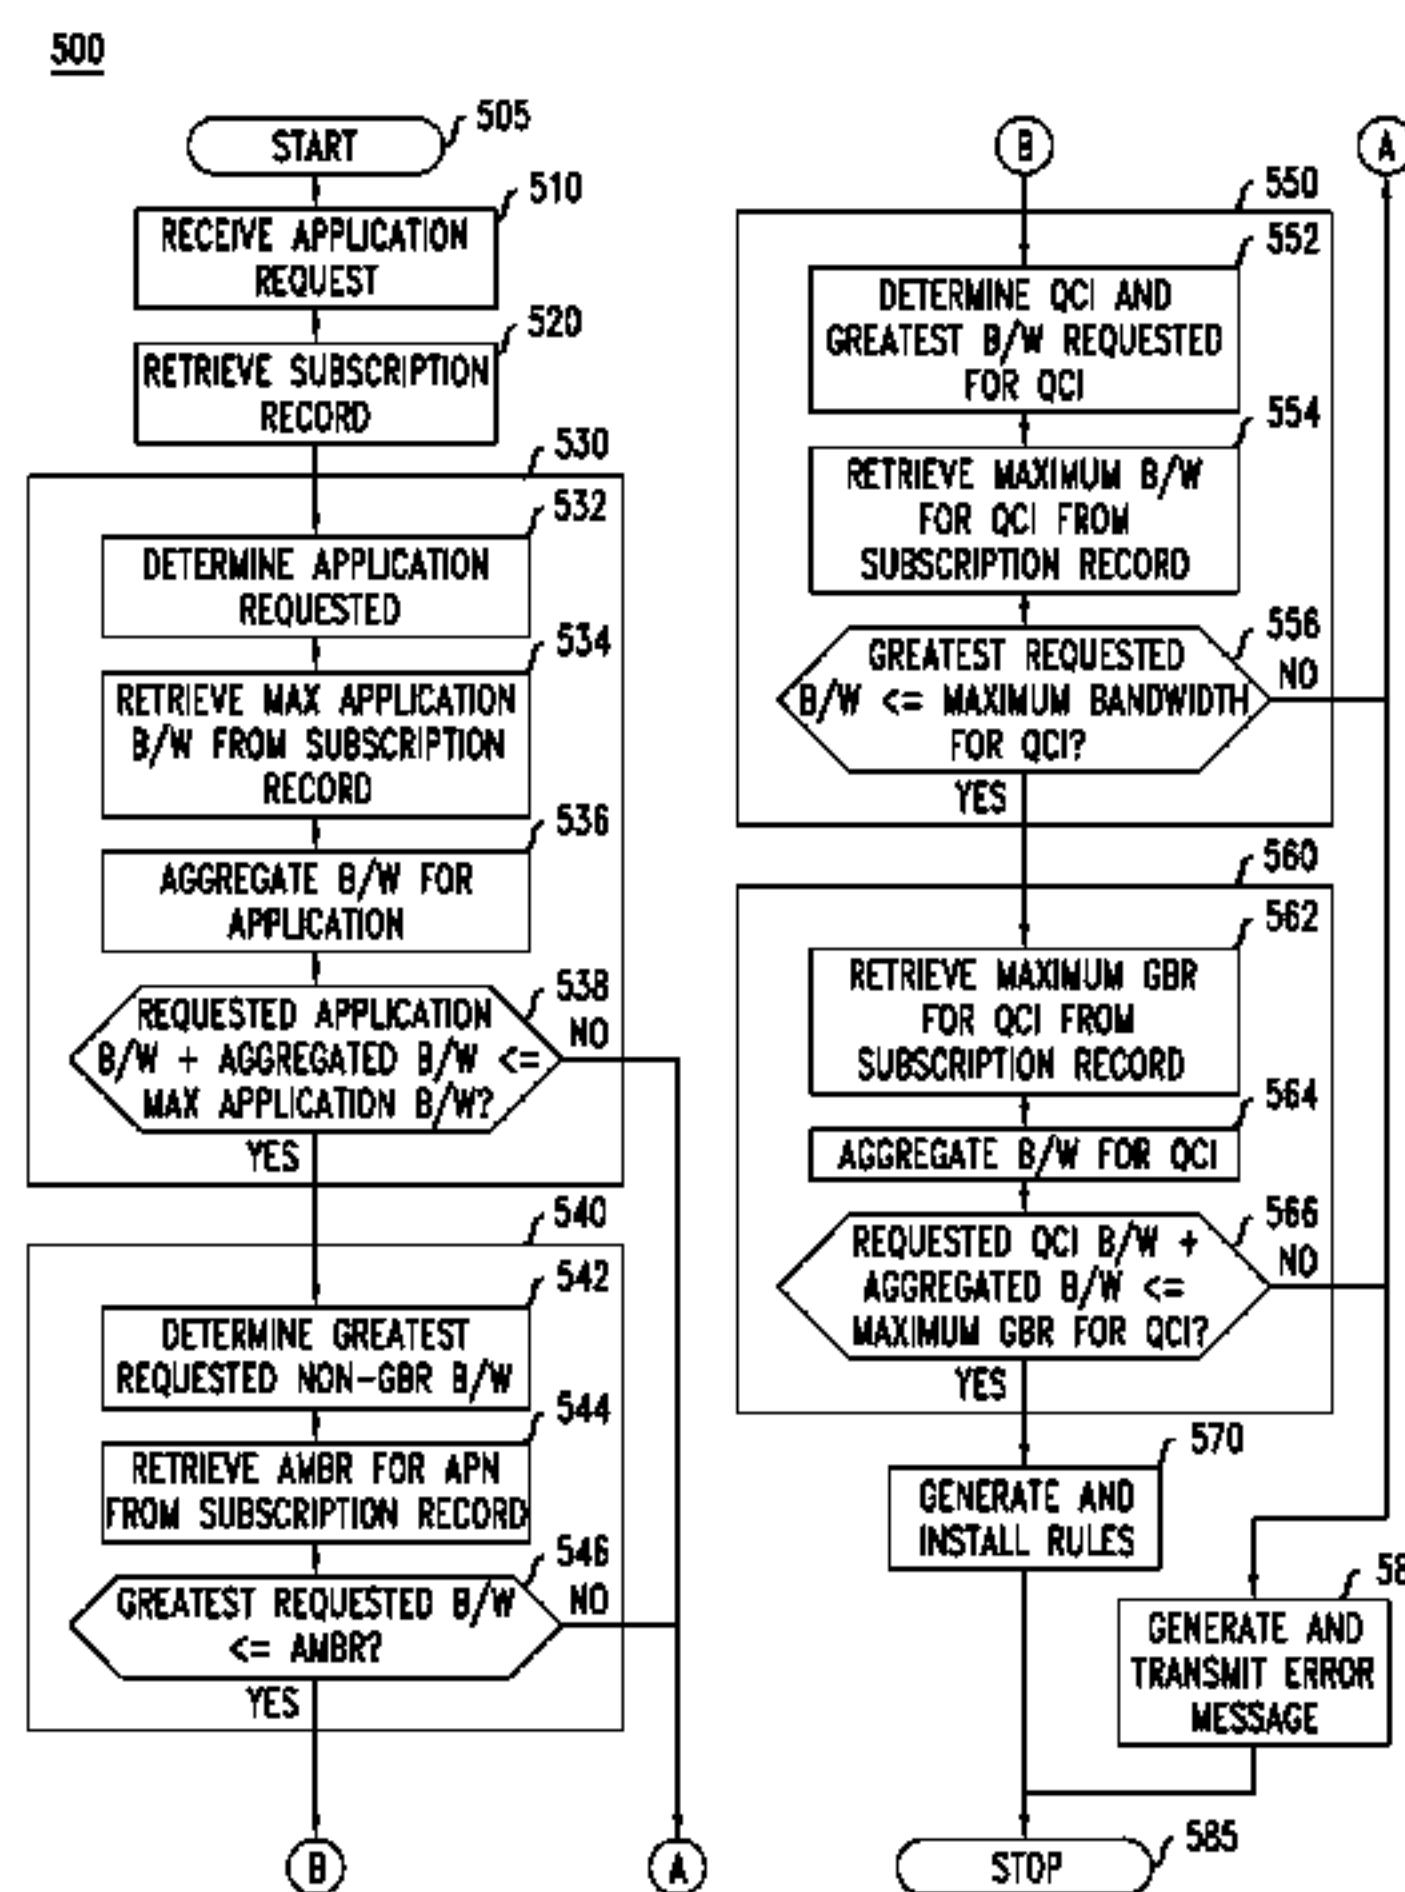 500
START
505
RECEIVE APPLICATION
REQUEST
510
RETRIEVE SUBSCRIPTION
RECORD
520
530
DETERMINE APPLICATION
REQUESTED
532
RETRIEVE MAX APPLICATION
B/W FROM SUBSCRIPTION
RECORD
534
AGGREGATE B/W FOR
APPLICATION
536
REQUESTED APPLICATION
B/W + AGGREGATED B/W <=
MAX APPLICATION B/W?
538
NO
YES
540
DETERMINE GREATEST
REQUESTED NON-GBR B/W
542
RETRIEVE AMBR FOR APN
FROM SUBSCRIPTION RECORD
544
GREATEST REQUESTED B/W
<= AMBR?
546
NO
YES
B
A
B
A
550
DETERMINE QCI AND
GREATEST B/W REQUESTED
FOR QCI
552
RETRIEVE MAXIMUM B/W
FOR QCI FROM
SUBSCRIPTION RECORD
554
GREATEST REQUESTED
B/W <= MAXIMUM BANDWIDTH
FOR QCI?
556
NO
YES
560
RETRIEVE MAXIMUM GBR
FOR QCI FROM
SUBSCRIPTION RECORD
562
AGGREGATE B/W FOR QCI
564
REQUESTED QCI B/W +
AGGREGATED B/W <=
MAXIMUM GBR FOR QCI?
566
NO
YES
GENERATE AND
INSTALL RULES
570
GENERATE AND
TRANSMIT ERROR
MESSAGE
STOP
585